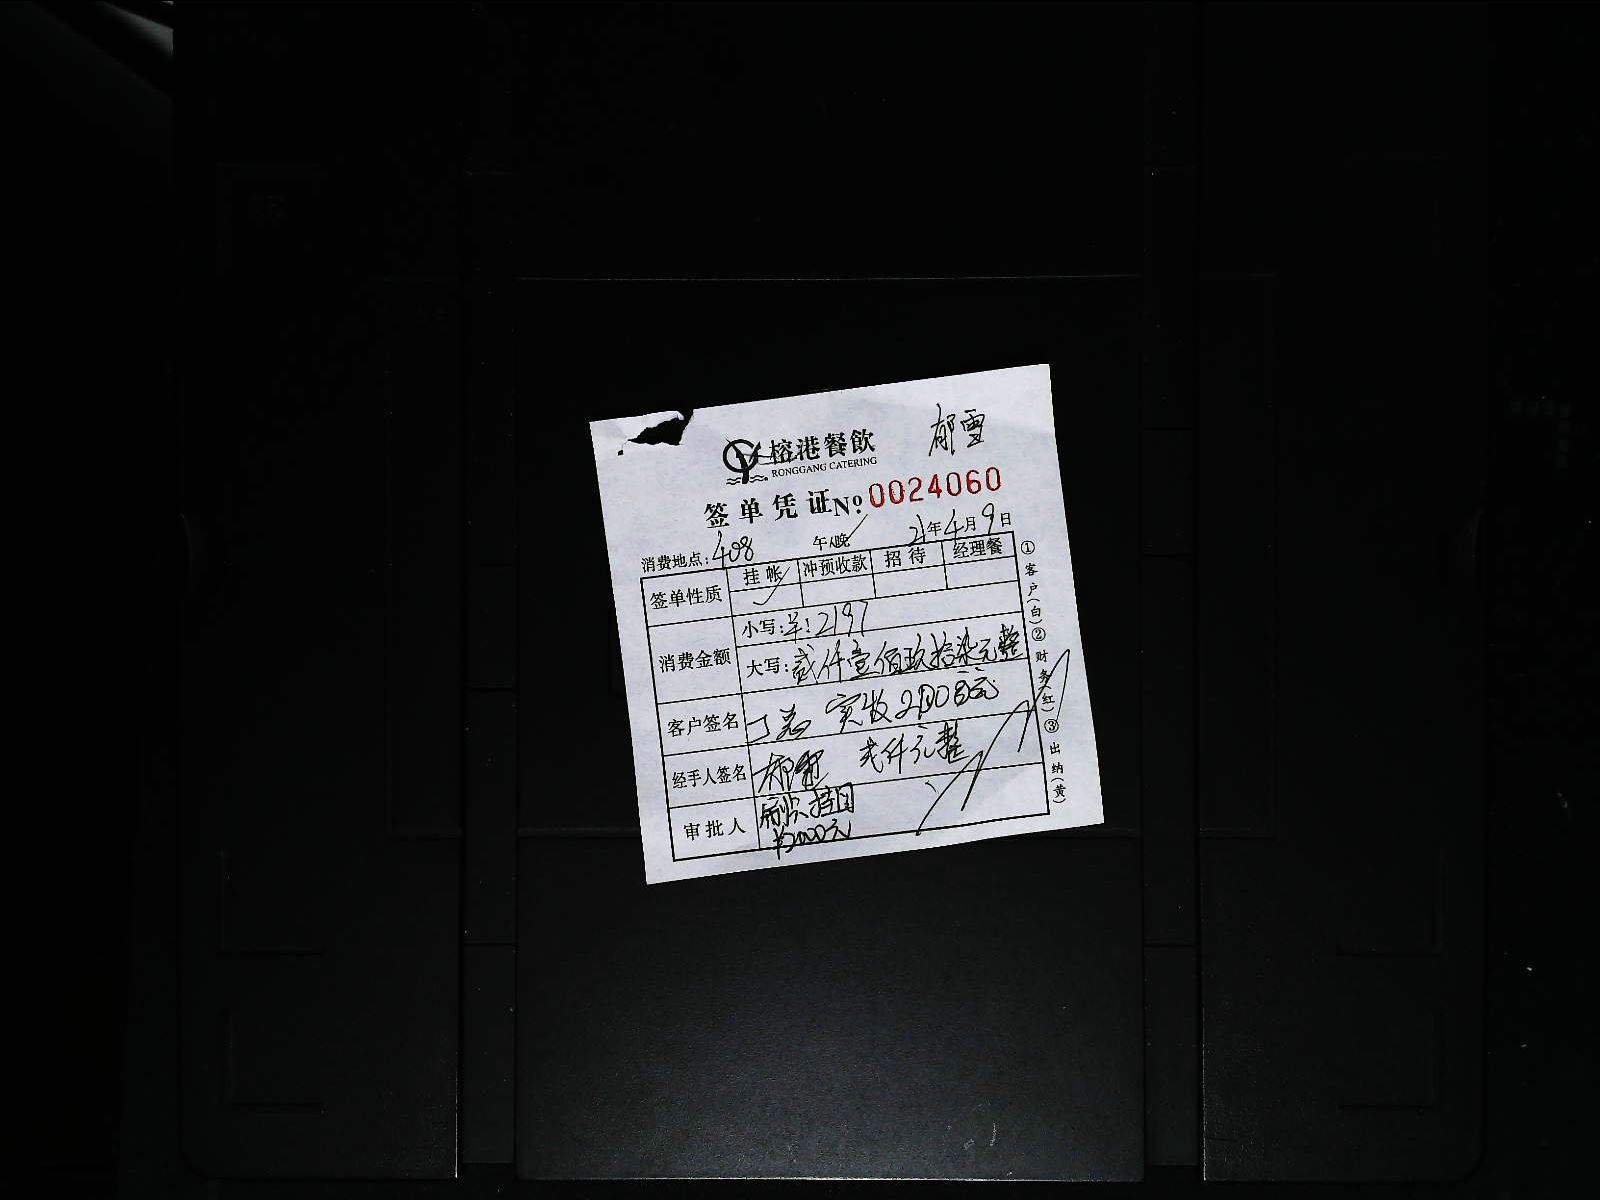 郁雪
榕港餐飲
RONGGANG CATERING
签单凭证 Nº 0024060
消费地点: 408 午/晚 21年4月9日
签单性质 挂帐 冲预收款 招待 经理餐
消费金额 小写: ¥: 2197
大写: 贰仟壹佰玖拾柒元整
客户签名 丁总 实收2000元
经手人签名 郁雪 贰仟元整
审批人
¥2000元
①客户(白)②财务(红)③出纳(黄)